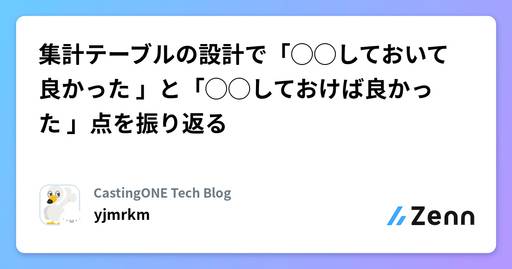 集計テーブルの設計で「◯◯しておいて
良かった」と「◯◯しておけば良かっ
た」点を振り返る
CastingONE Tech Blog
yjmrkm
Zenn